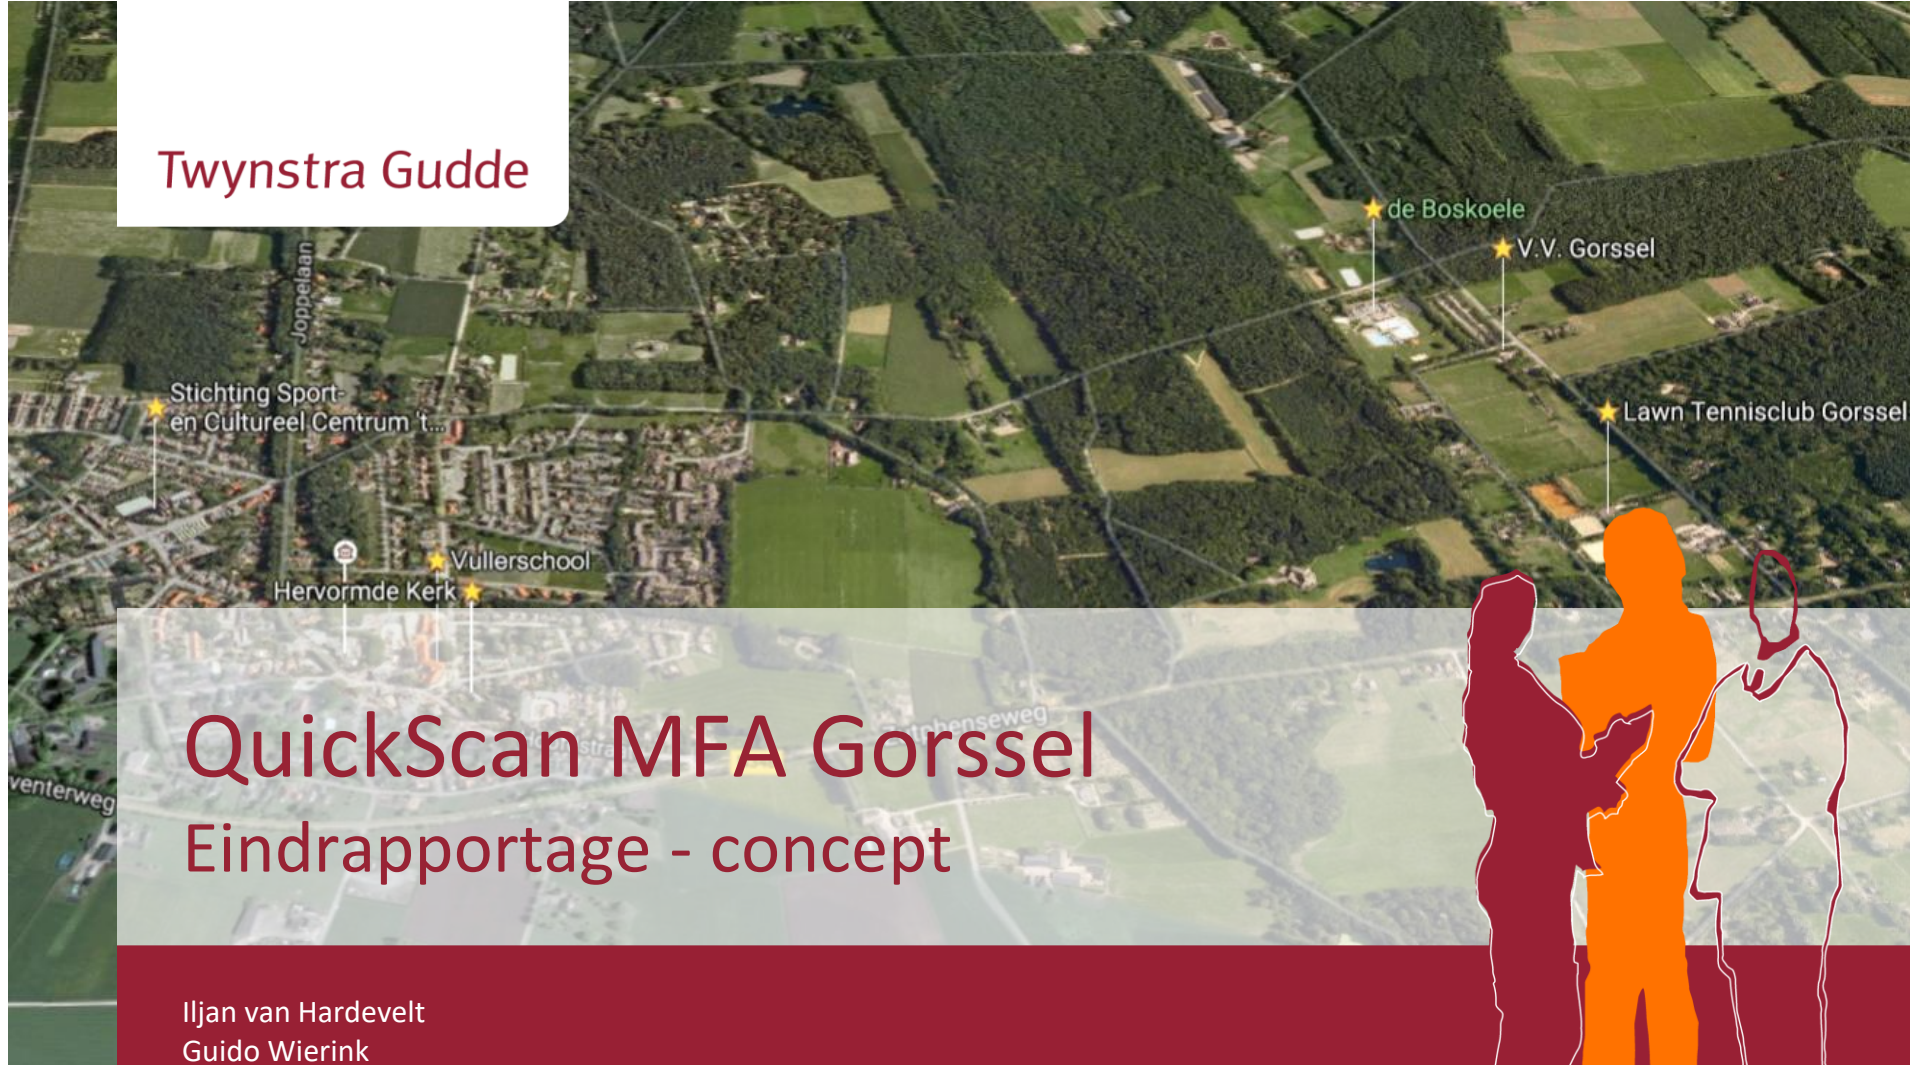 Twynstra Gudde
de Boskoele
V.V. Gorssel
Joppelaan
Stichting Sport-
en Cultureel Centrum 't...
Lawn Tennisclub Gorssel
Vullerschool
Hervormde Kerk
QuickScan MFA Gorssel
Eindrapportage - concept
Iljan van Hardevelt
Guido Wierink